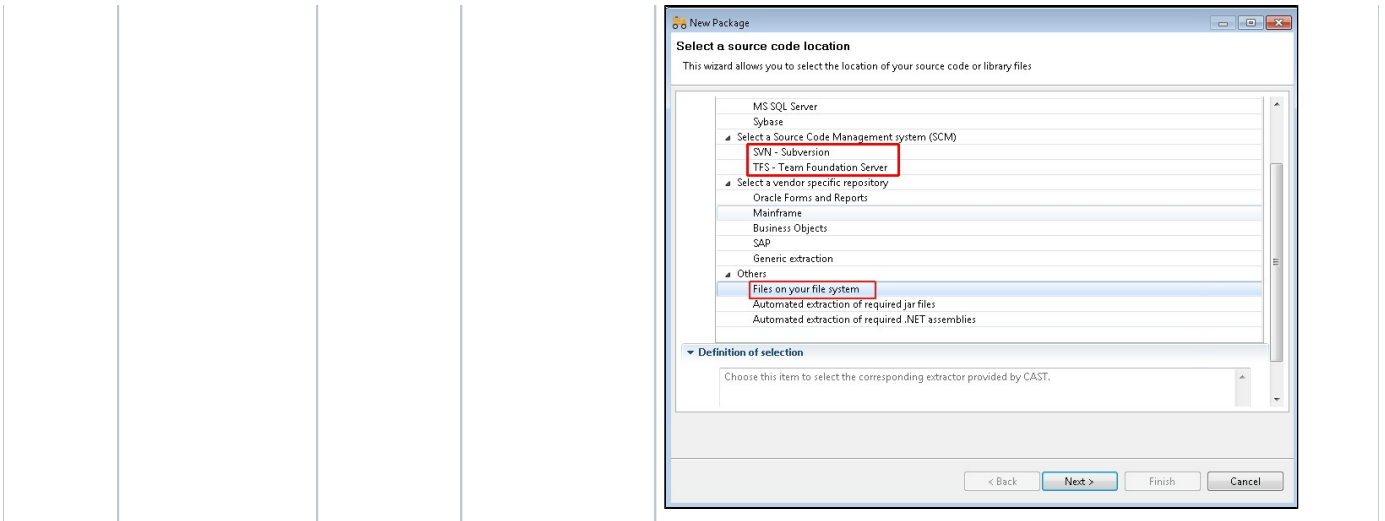 New Package
Select a source code location
This wizard allows you to select the location of your source code or library files
MS SQL Server
Sybase
Select a Source Code Management system (SCM)
SVN - Subversion
TFS - Team Foundation Server
Select a vendor specific repository
Oracle Forms and Reports
Mainframe
Business Objects
SAP
Generic extraction
Others
Files on your file system
Automated extraction of required jar files
Automated extraction of required .NET assemblies
Definition of selection
Choose this item to select the corresponding extractor provided by CAST.
< Back Next > Finish Cancel